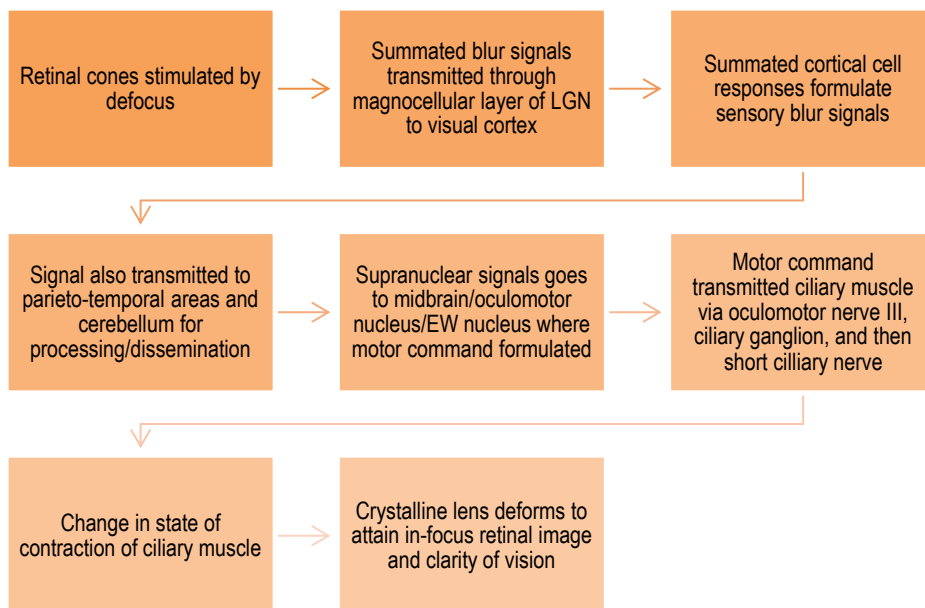 Retinal cones stimulated by
defocus
Summated blur signals
transmitted through
magnocellular layer of LGN
to visual cortex
Summated cortical cell
responses formulate
sensory blur signals
Signal also transmitted to
parieto-temporal areas and
cerebellum for
processing/dissemination
Supranuclear signals goes
to midbrain/oculomotor
nucleus/EW nucleus where
motor command formulated
Motor command
transmitted ciliary muscle
via oculomotor nerve III,
ciliary ganglion, and then
short cilliary nerve
Change in state of
contraction of ciliary muscle
Crystalline lens deforms to
attain in-focus retinal image
and clarity of vision